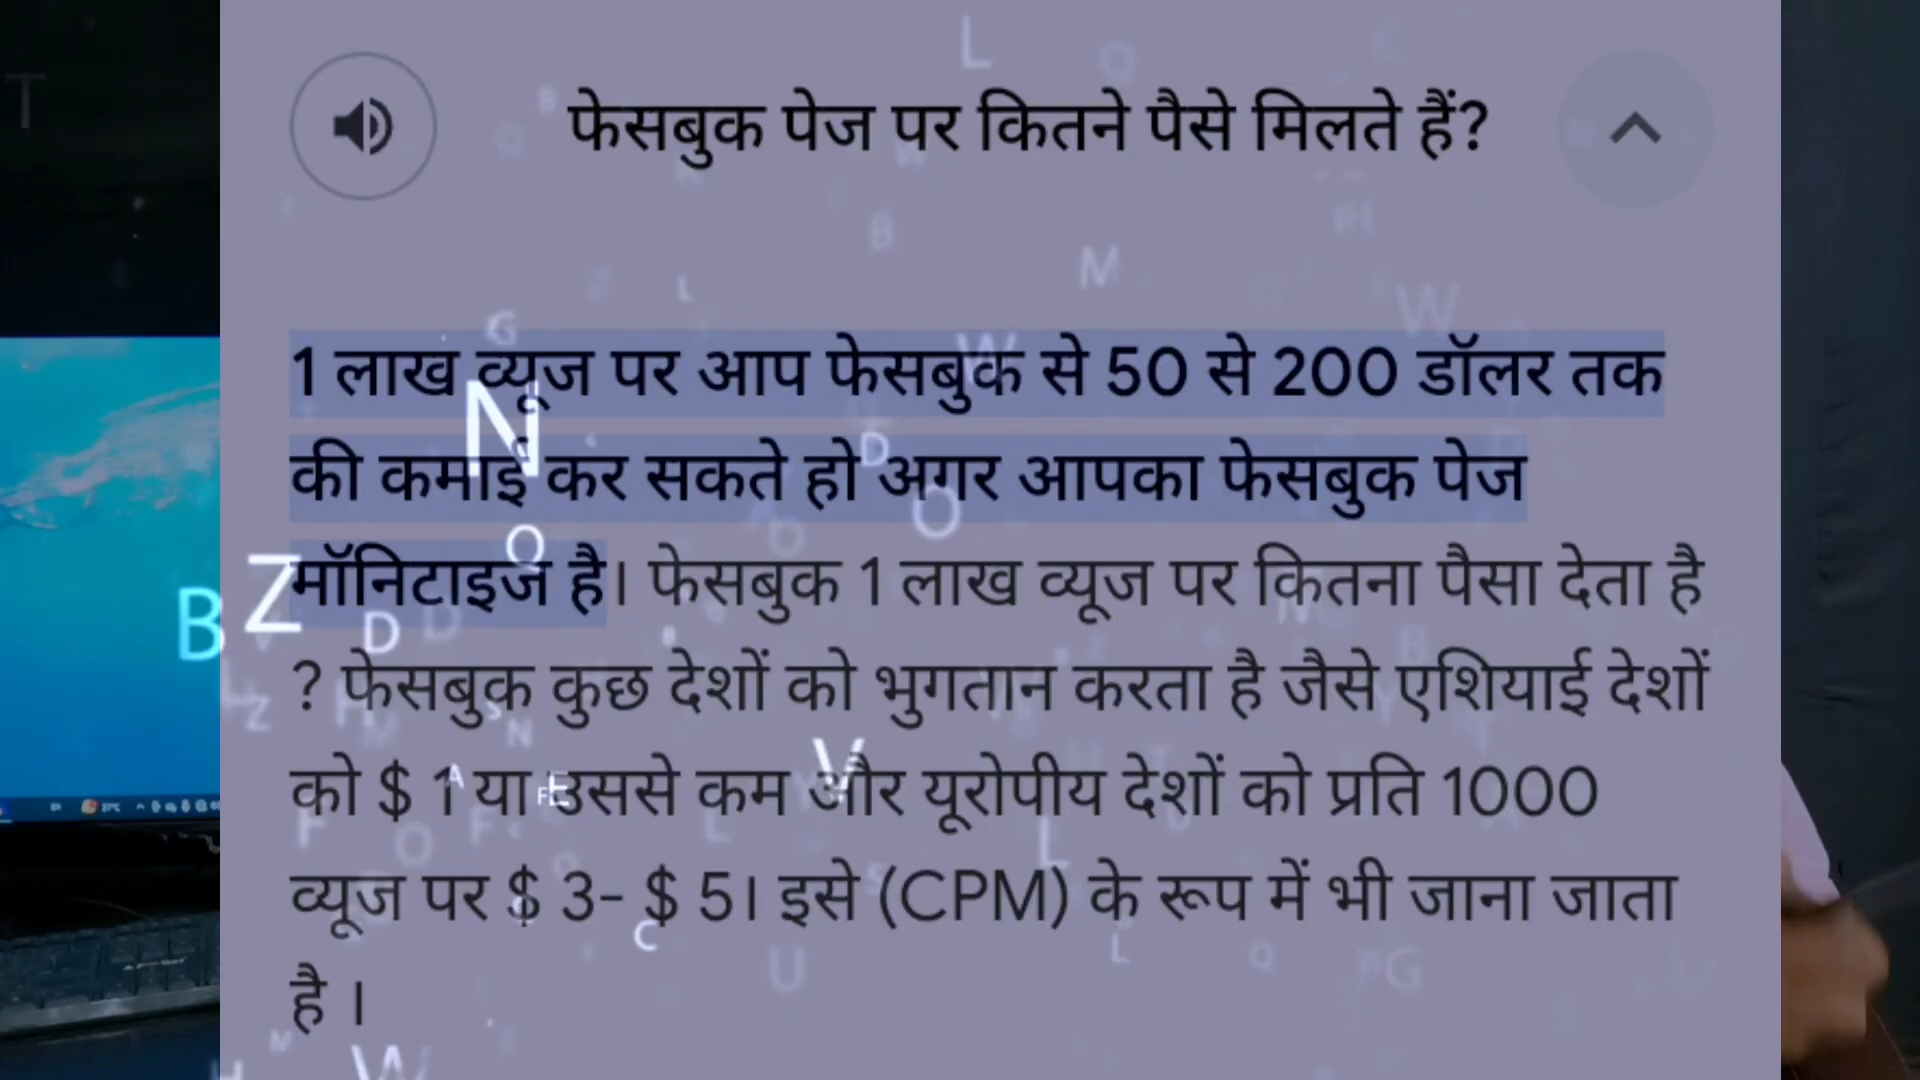 फेसबुक पेज पर कितने पैसे मिलते हैं?
1 लाख व्यूज पर आप फेसबुक से 50 से 200 डॉलर तक
की कमाई कर सकते हो अगर आपका फेसबुक पेज
मॉनिटाइज है। फेसबुक 1 लाख व्यूज पर कितना पैसा देता है
? फेसबुक कुछ देशों को भुगतान करता है जैसे एशियाई देशों
को $ 1 या उससे कम और यूरोपीय देशों को प्रति 1000
व्यूज पर $ 3- $ 5। इसे (CPM) के रूप में भी जाना जाता
है ।